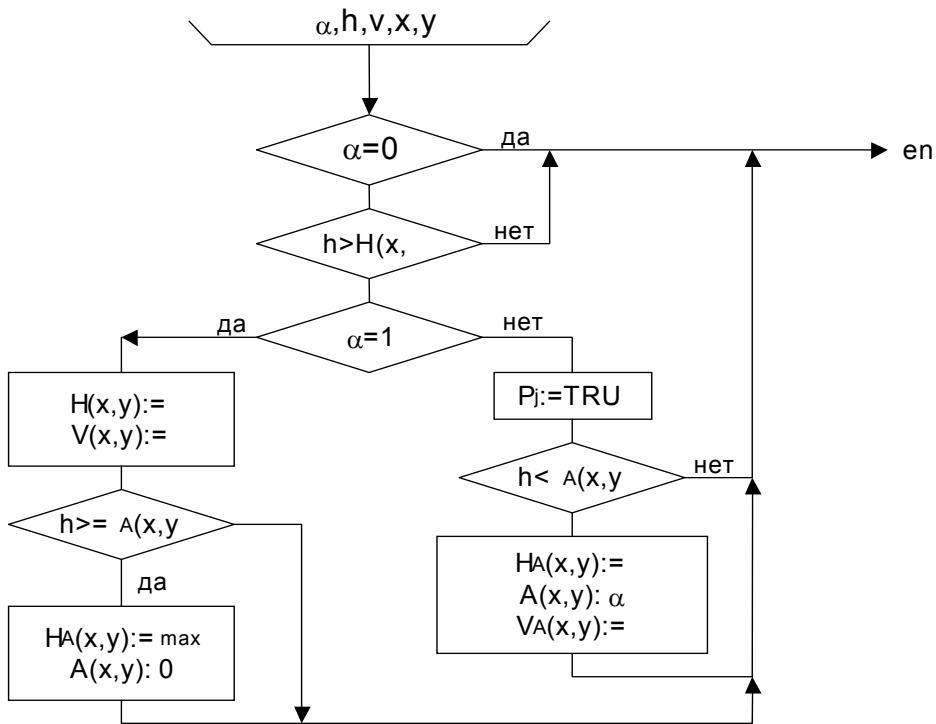 α,h,v,x,y
α=0
да
en
h>H(x,
нет
α=1
да
нет
H(x,y):=
V(x,y):=
Pj:=TRU
h>= A(x,y
h< A(x,y
нет
да
HA(x,y):= max
A(x,y): 0
HA(x,y):=
A(x,y): α
VA(x,y):=